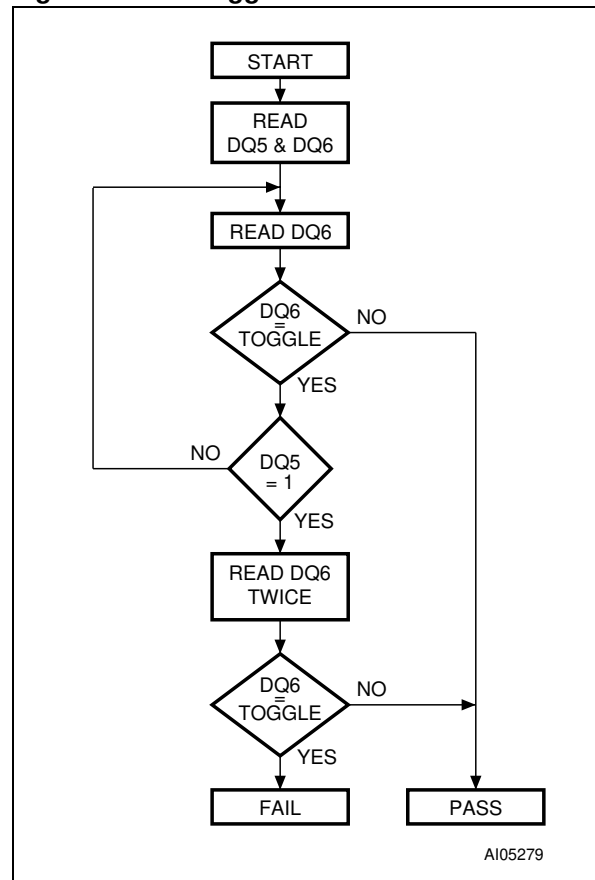 START
READ
DQ5 & DQ6
READ DQ6
DQ6
=
TOGGLE
NO
YES
NO
DQ5
= 1
YES
READ DQ6
TWICE
DQ6
=
TOGGLE
NO
YES
FAIL
PASS
AI05279